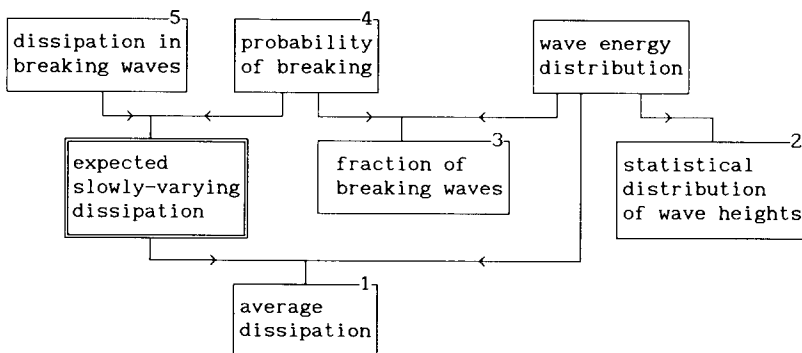 5
dissipation in
breaking waves
4
probability
of breaking
wave energy
distribution
expected
slowly-varying
dissipation
3
fraction of
breaking waves
2
statistical
distribution
of wave heights
1
average
dissipation